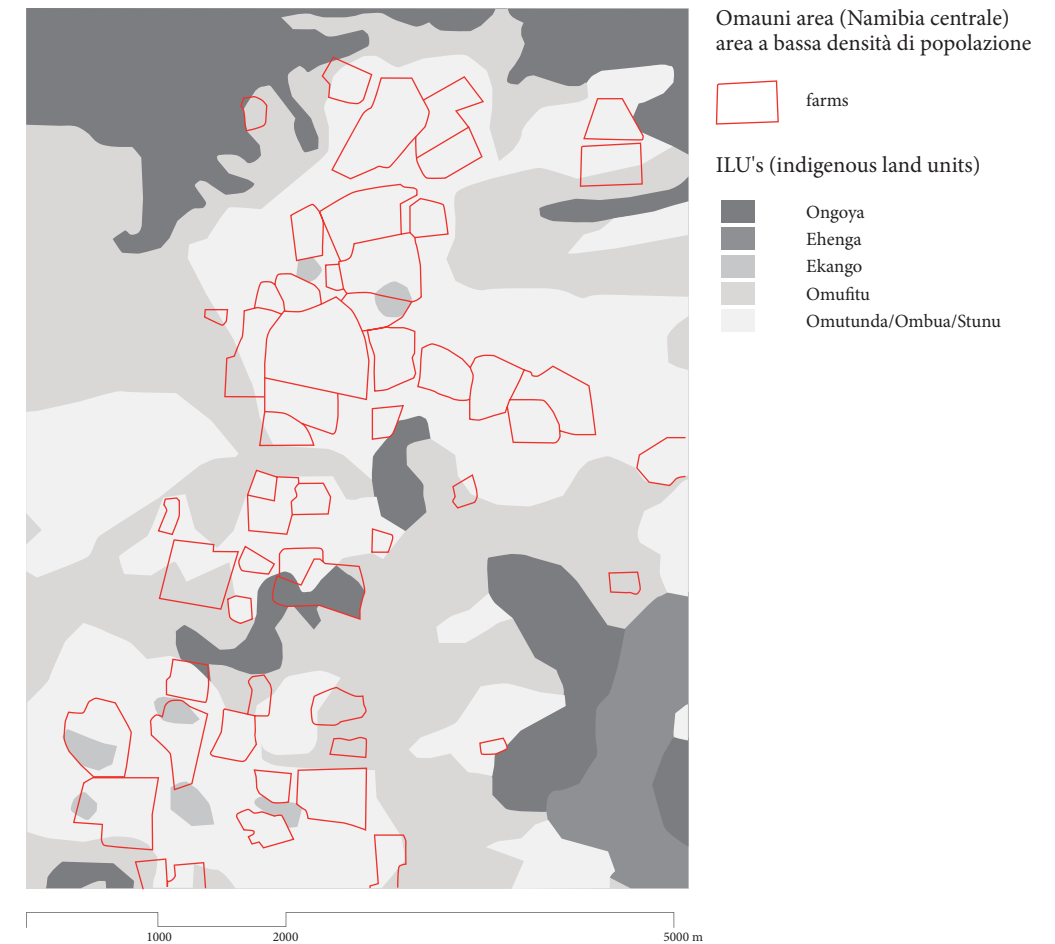 Omauni area (Namibia centrale)
area a bassa densità di popolazione
farms
ILU's (indigenous land units)
Ongoya
Ehenga
Ekango
Omufitu
Omutunda/Ombua/Stunu
1000
2000
5000 m